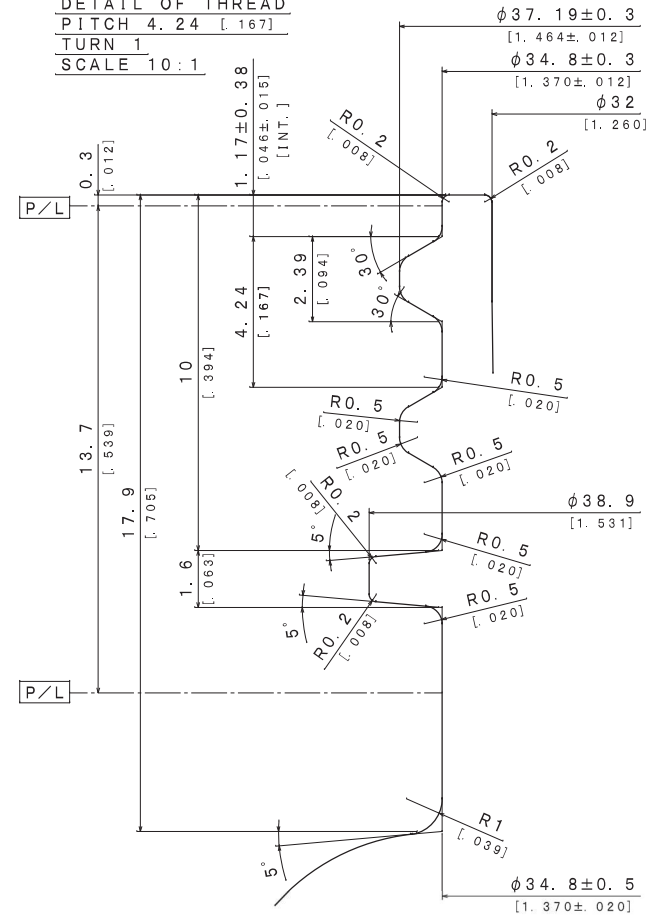 DETAIL OF THREAD
PITCH 4.24 [.167]
TURN 1
SCALE 10:1
φ37.19±0.3
[1.464±.012]
φ34.8±0.3
[1.370±.012]
φ32
[1.260]
0.3
[.012]
1.17±0.38
[.046±.015]
[INT.]
R0.2
[.008]
R0.2
[.008]
P/L
30°
30°
2.39
[.094]
4.24
[.167]
10
[.394]
13.7
[.539]
17.9
[.705]
R0.5
[.020]
R0.5
[.020]
R0.5
[.020]
R0.5
[.020]
R0.2
[.008]
φ38.9
[1.531]
5°
R0.5
[.020]
1.6
[.063]
R0.5
[.020]
5°
R0.2
[.008]
P/L
R1
[.039]
5°
φ34.8±0.5
[1.370±.020]